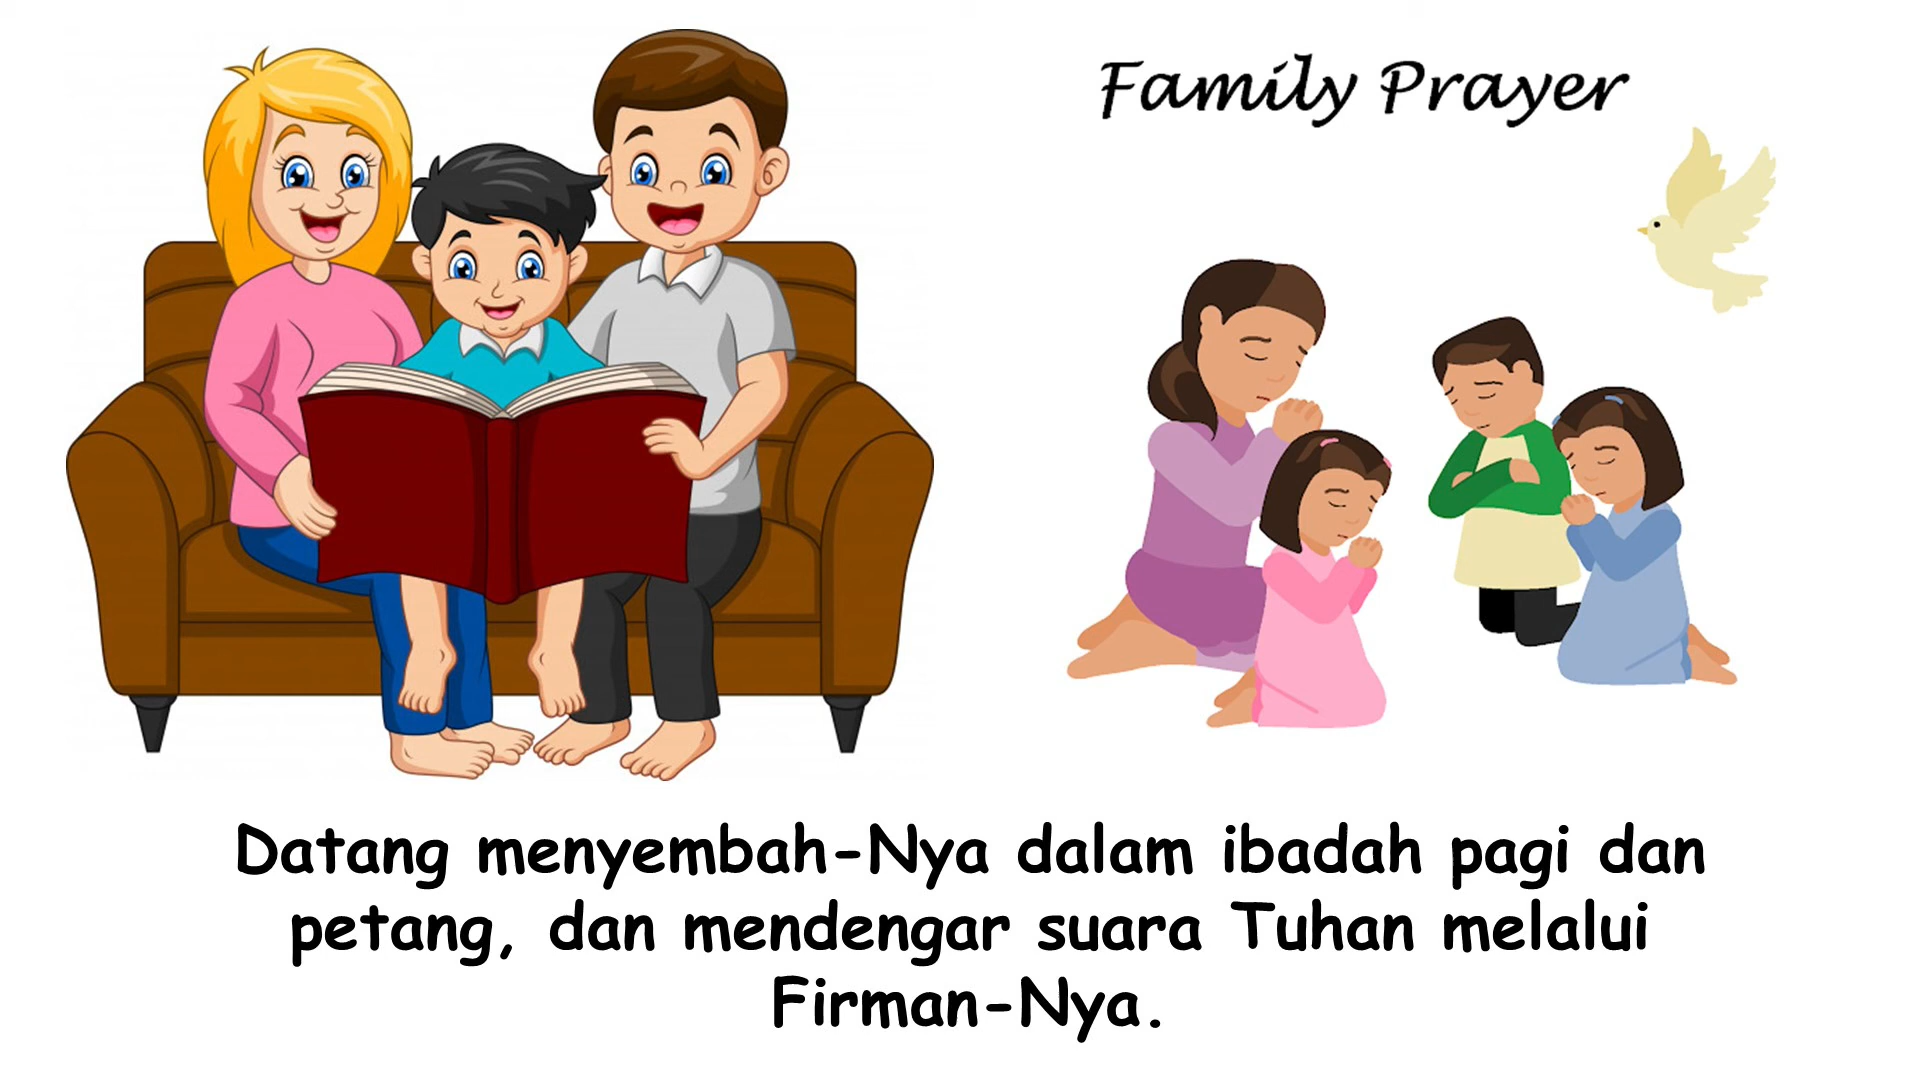 Family Prayer
Datang menyembah-Nya dalam ibadah pagi dan
petang, dan mendengar suara Tuhan melalui
Firman-Nya.